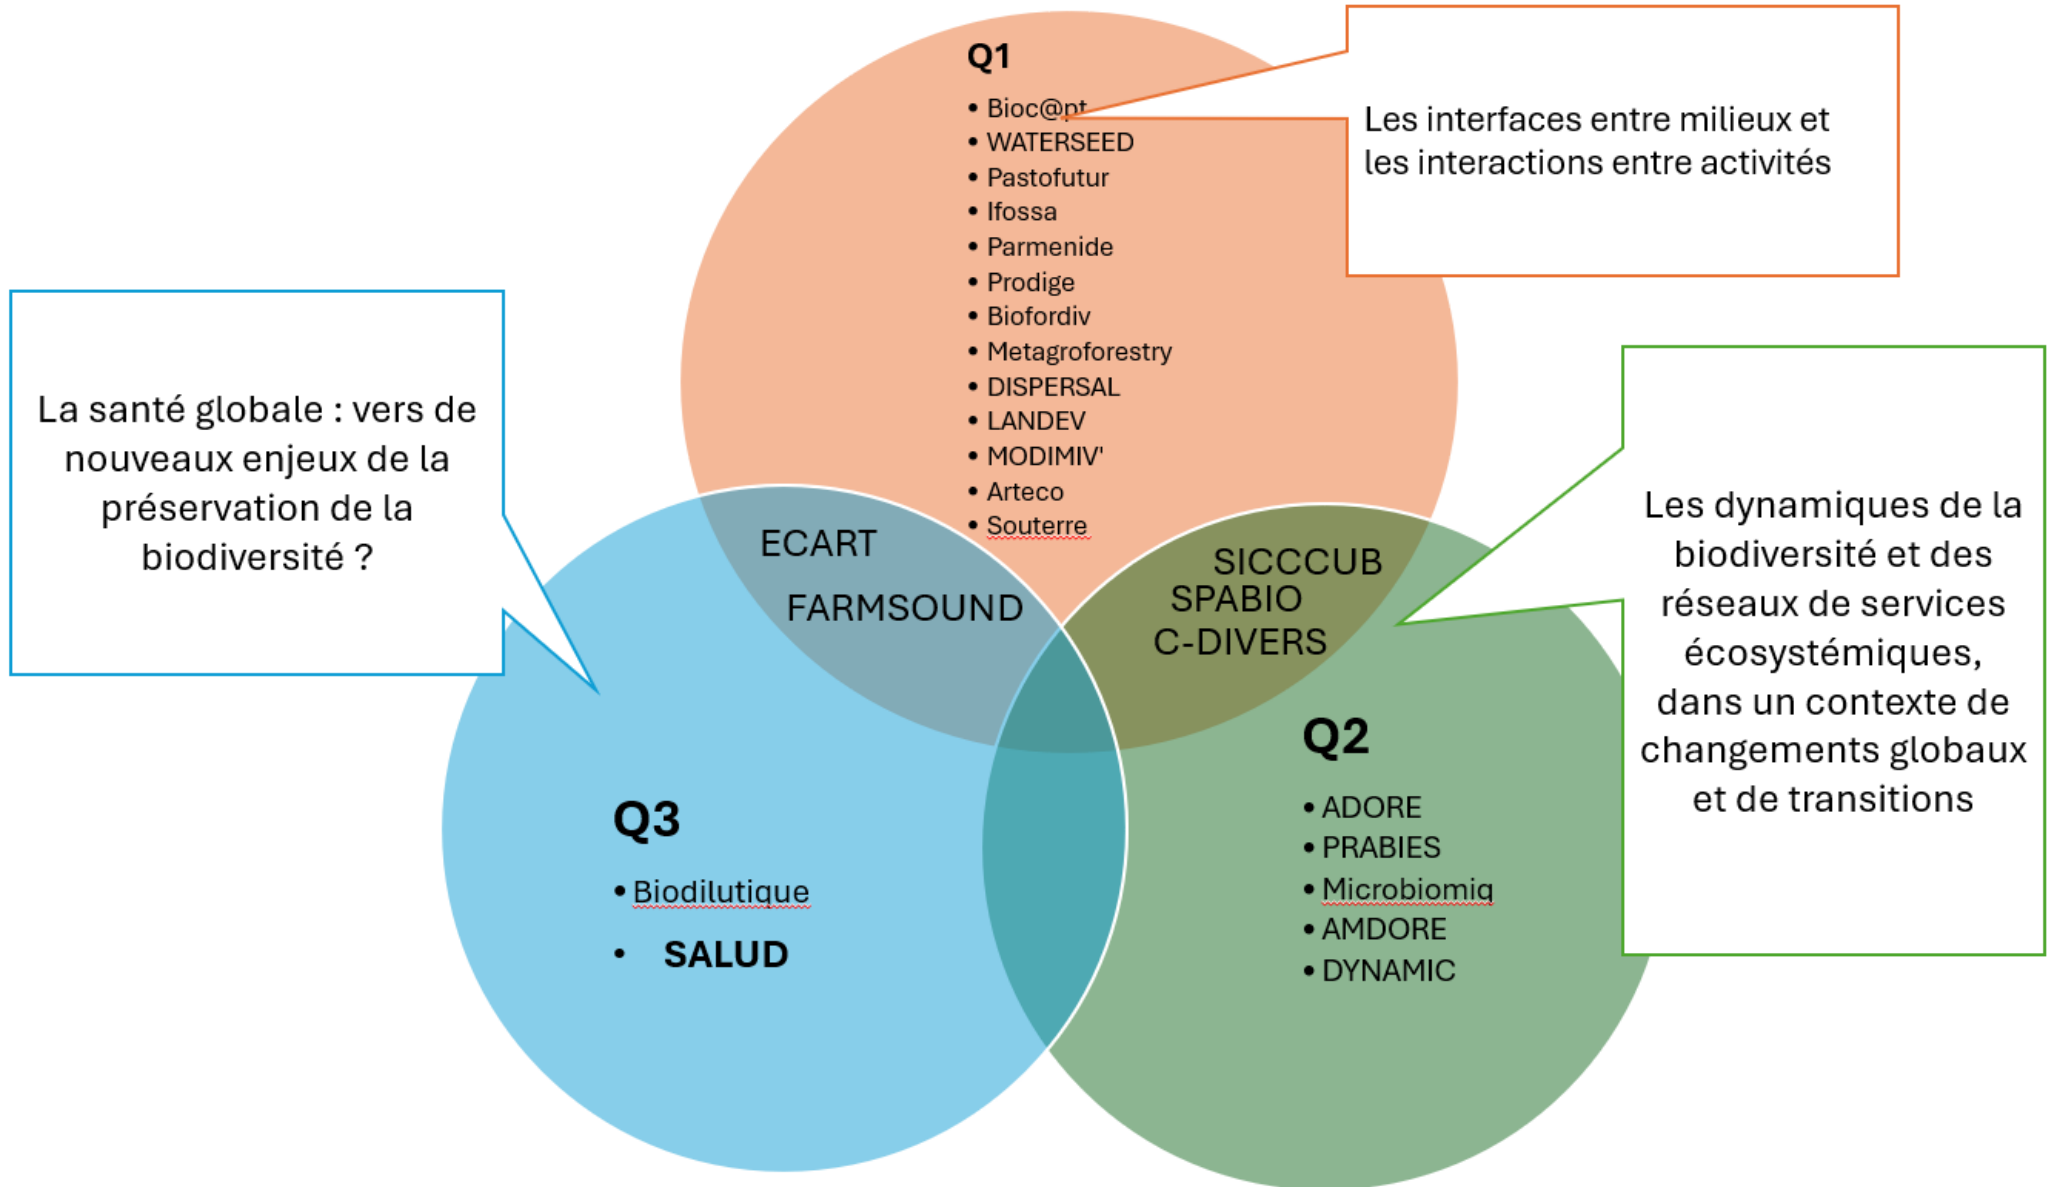 Q1
• Bioc@pt
• WATERSEED
• Pastofutur
• Ifossa
• Parmenide
• Prodige
• Biofordiv
• Metagroforestry
• DISPERSAL
• LANDEV
• MODIMIV'
• Arteco
• Souterre
Les interfaces entre milieux et
les interactions entre activités
La santé globale : vers de
nouveaux enjeux de la
préservation de la
biodiversité ?
ECART
FARMSOUND
SICCCUB
SPABIO
C-DIVERS
Les dynamiques de la
biodiversité et des
réseaux de services
écosystémiques,
dans un contexte de
changements globaux
et de transitions
Q3
• Biodilutique
• SALUD
Q2
• ADORE
• PRABIES
• Microbiomiq
• AMDORE
• DYNAMIC